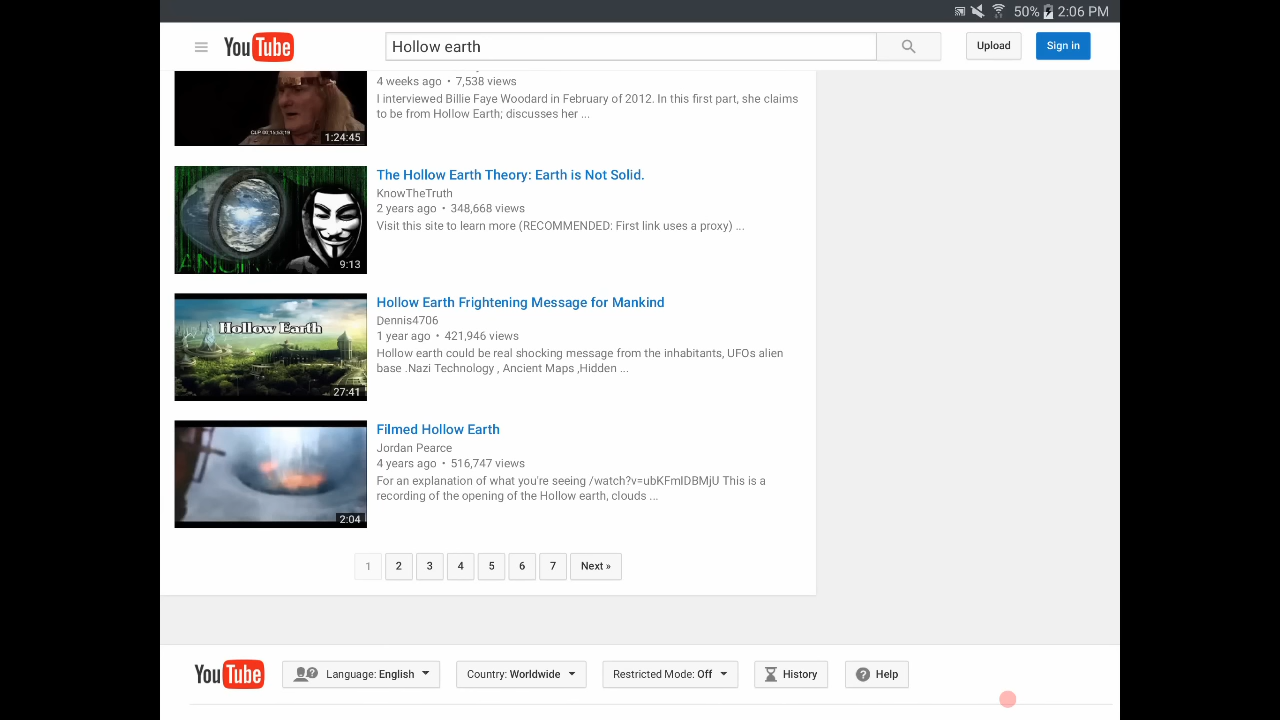 50% 2:06 PM
YouTube
Hollow earth
Upload
Sign in
4 weeks ago • 7,538 views
I interviewed Billie Faye Woodard in February of 2012. In this first part, she claims
to be from Hollow Earth; discusses her ...
1:24:45
The Hollow Earth Theory: Earth is Not Solid.
KnowTheTruth
2 years ago • 348,668 views
Visit this site to learn more (RECOMMENDED: First link uses a proxy) ...
9:13
Hollow Earth Frightening Message for Mankind
Dennis4706
1 year ago • 421,946 views
Hollow earth could be real shocking message from the inhabitants, UFOs alien
base .Nazi Technology , Ancient Maps ,Hidden ...
Hollow Earth
27:41
Filmed Hollow Earth
Jordan Pearce
4 years ago • 516,747 views
For an explanation of what you're seeing /watch?v=ubKFmIDBMjU This is a
recording of the opening of the Hollow earth, clouds ...
2:04
1 2 3 4 5 6 7 Next »
YouTube
Language: English
Country: Worldwide
Restricted Mode: Off
History
Help